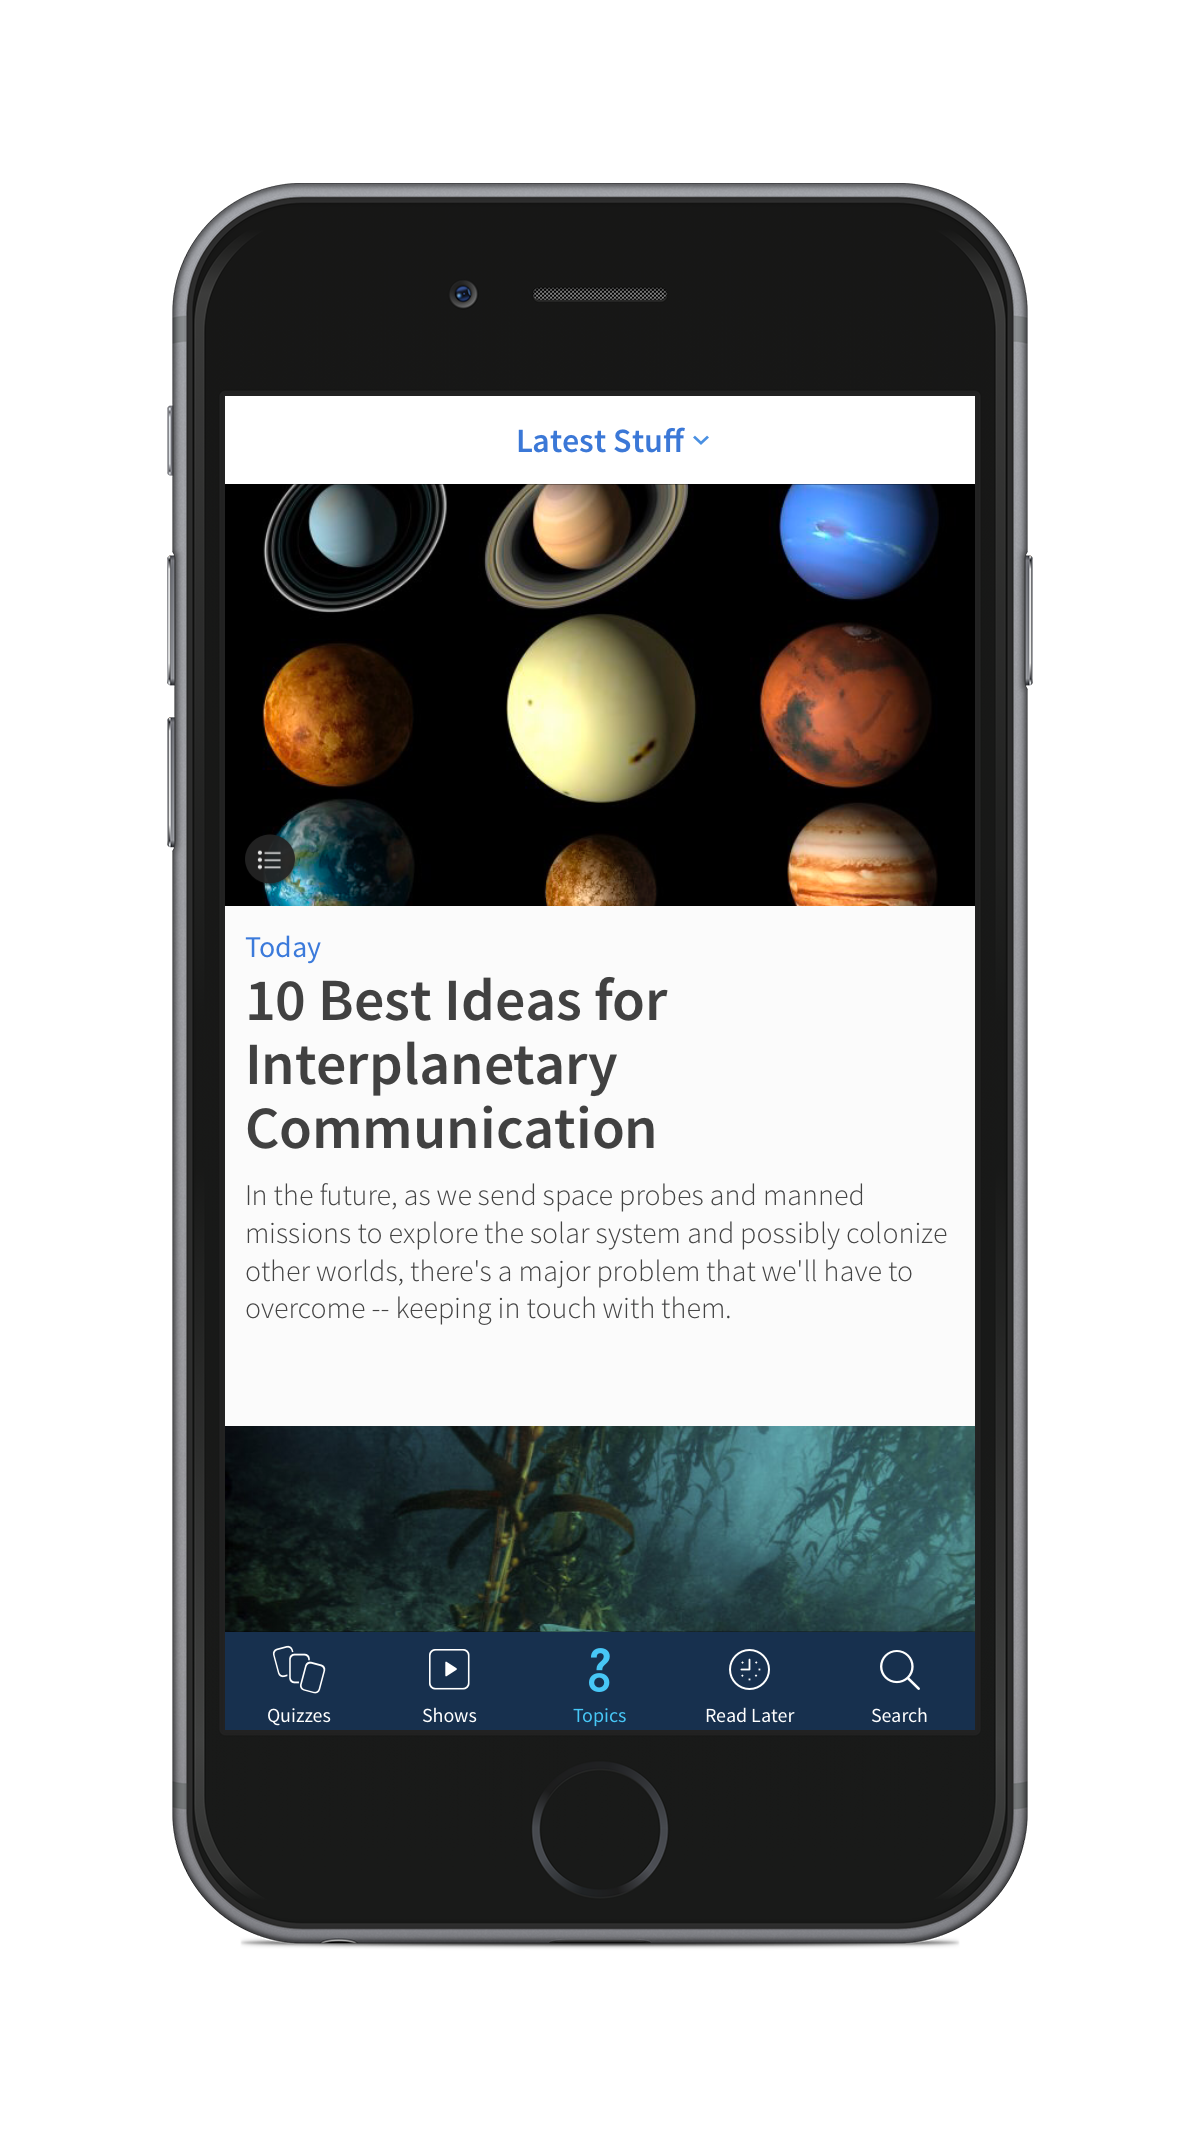 Latest Stuff
Today
10 Best Ideas for
Interplanetary
Communication
In the future, as we send space probes and manned
missions to explore the solar system and possibly colonize
other worlds, there's a major problem that we'll have to
overcome -- keeping in touch with them.
Quizzes Shows Topics Read Later Search